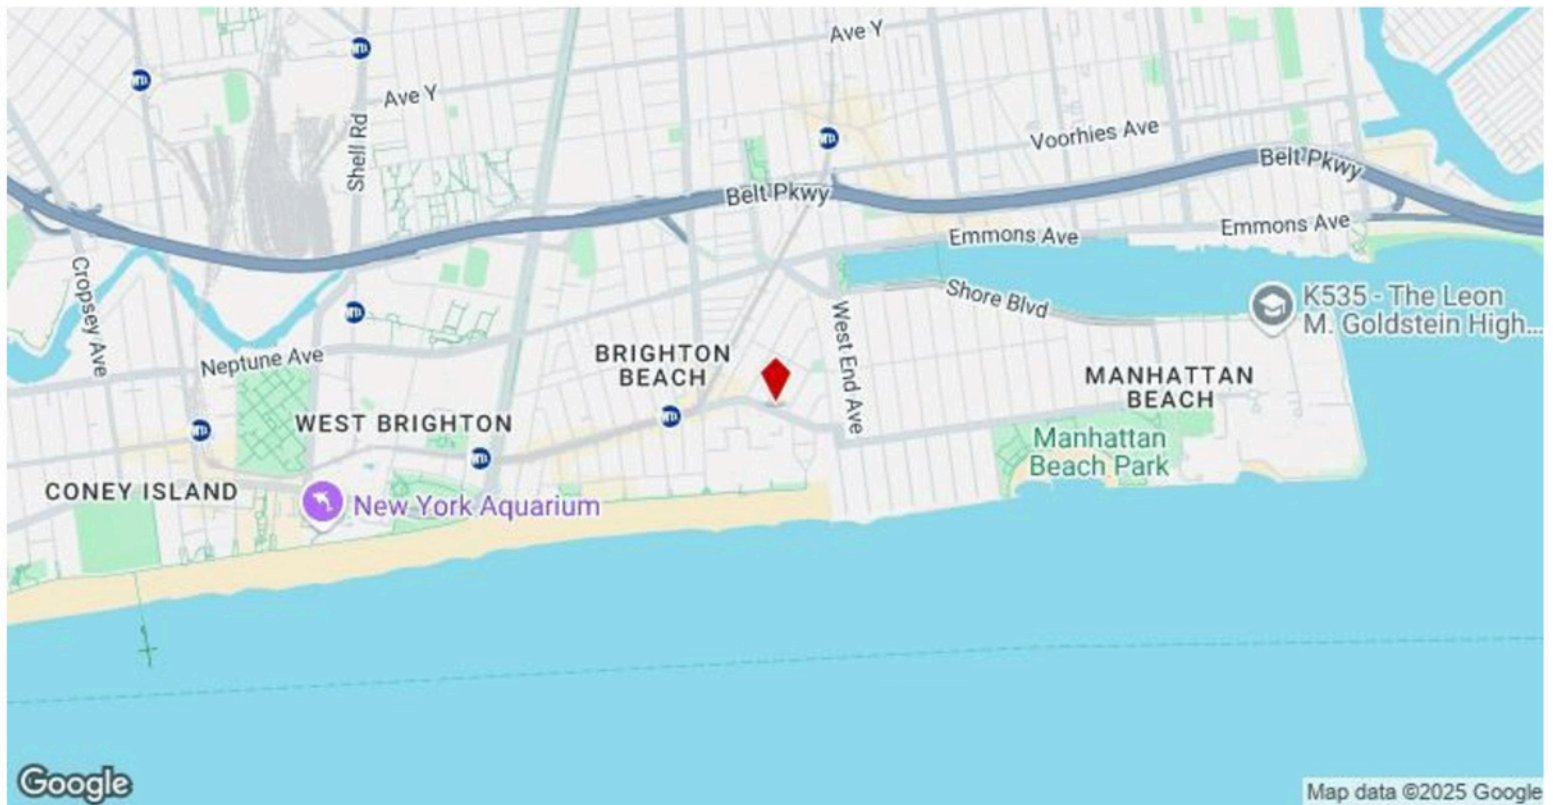 Ave Y
Ave Y
Shell Rd
Voorhies Ave
Belt Pkwy
Belt Pkwy
Emmons Ave
Emmons Ave
Cropsey Ave
Shore Blvd
K535 - The Leon
M. Goldstein High...
West End Ave
Neptune Ave
BRIGHTON
BEACH
MANHATTAN
BEACH
WEST BRIGHTON
Manhattan
Beach Park
CONEY ISLAND
New York Aquarium
Google
Map data ©2025 Google